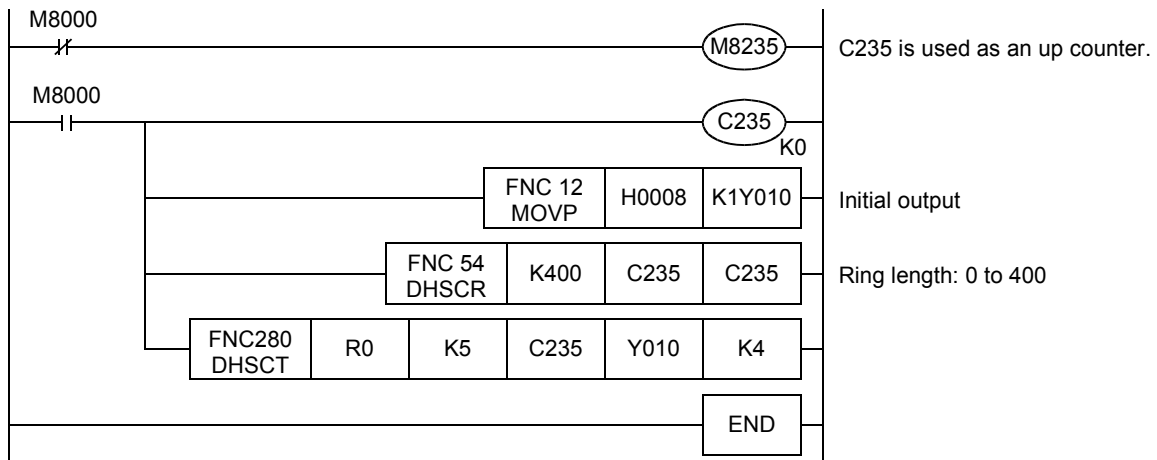 M8000
M8235 C235 is used as an up counter.
M8000
C235
K0
FNC 12 MOVP H0008 K1Y010 Initial output
FNC 54 DHSCR K400 C235 C235 Ring length: 0 to 400
FNC280 DHSCT R0 K5 C235 Y010 K4
END